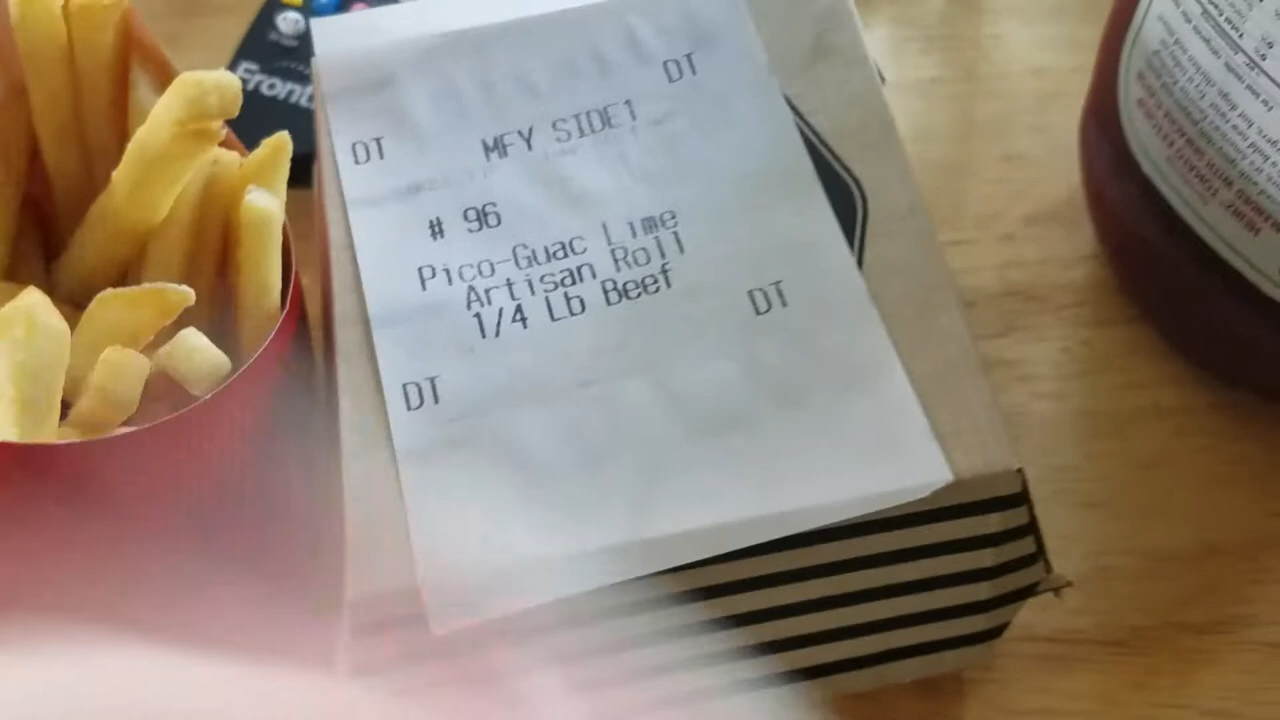 Front
DT
DT MFY SIDE1
# 96
Pico-Guac Lime
Artisan Roll
1/4 Lb Beef
DT
DT